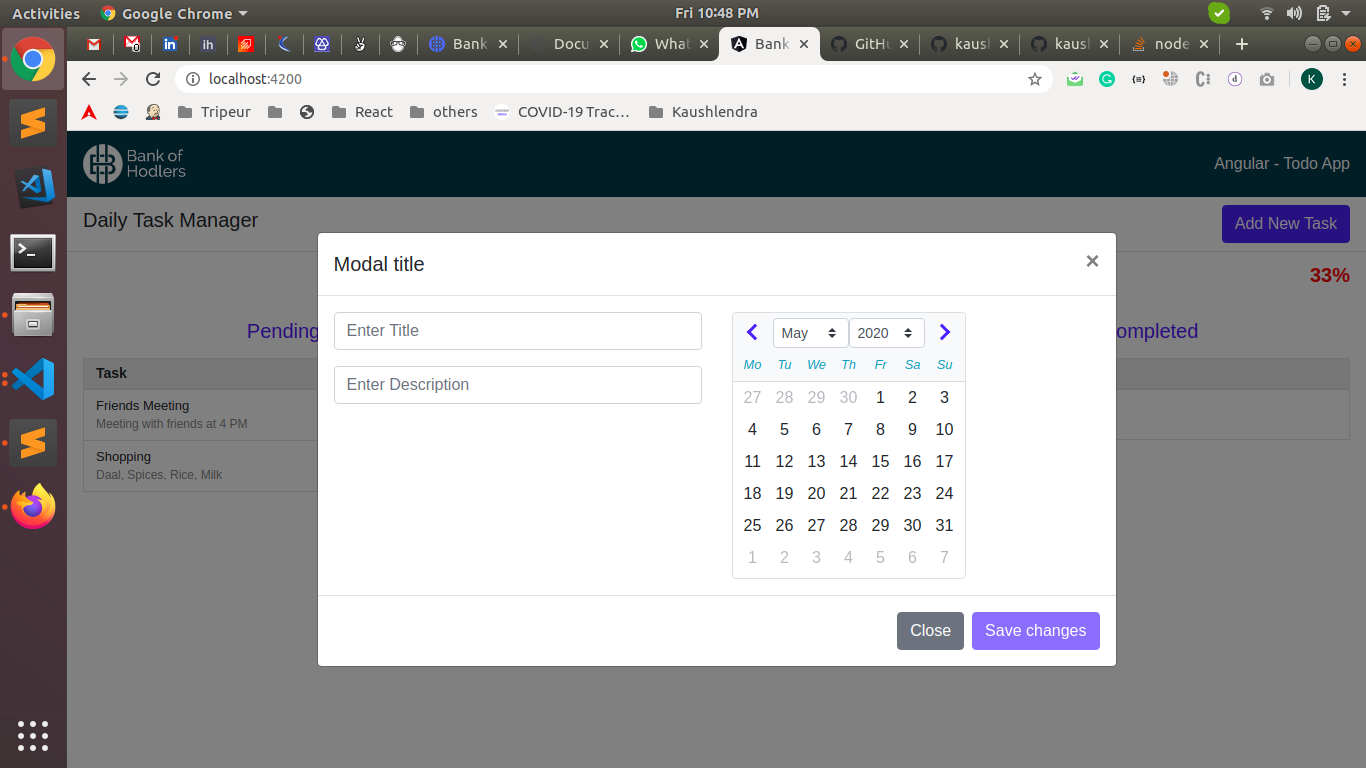 Activities Google Chrome Fri 10:48 PM
0 in ih Bank Docu What Bank GitHu kaush kaush node
localhost:4200 K
Tripeur React others COVID-19 Trac… Kaushlendra
Bank of
Hodlers
Angular - Todo App
Daily Task Manager
Add New Task
Modal title ×
33%
Pending
ompleted
Enter Title
Enter Description
May 2020
Mo Tu We Th Fr Sa Su
27 28 29 30 1 2 3
4 5 6 7 8 9 10
11 12 13 14 15 16 17
18 19 20 21 22 23 24
25 26 27 28 29 30 31
1 2 3 4 5 6 7
Task
Friends Meeting
Meeting with friends at 4 PM
Shopping
Daal, Spices, Rice, Milk
Close Save changes